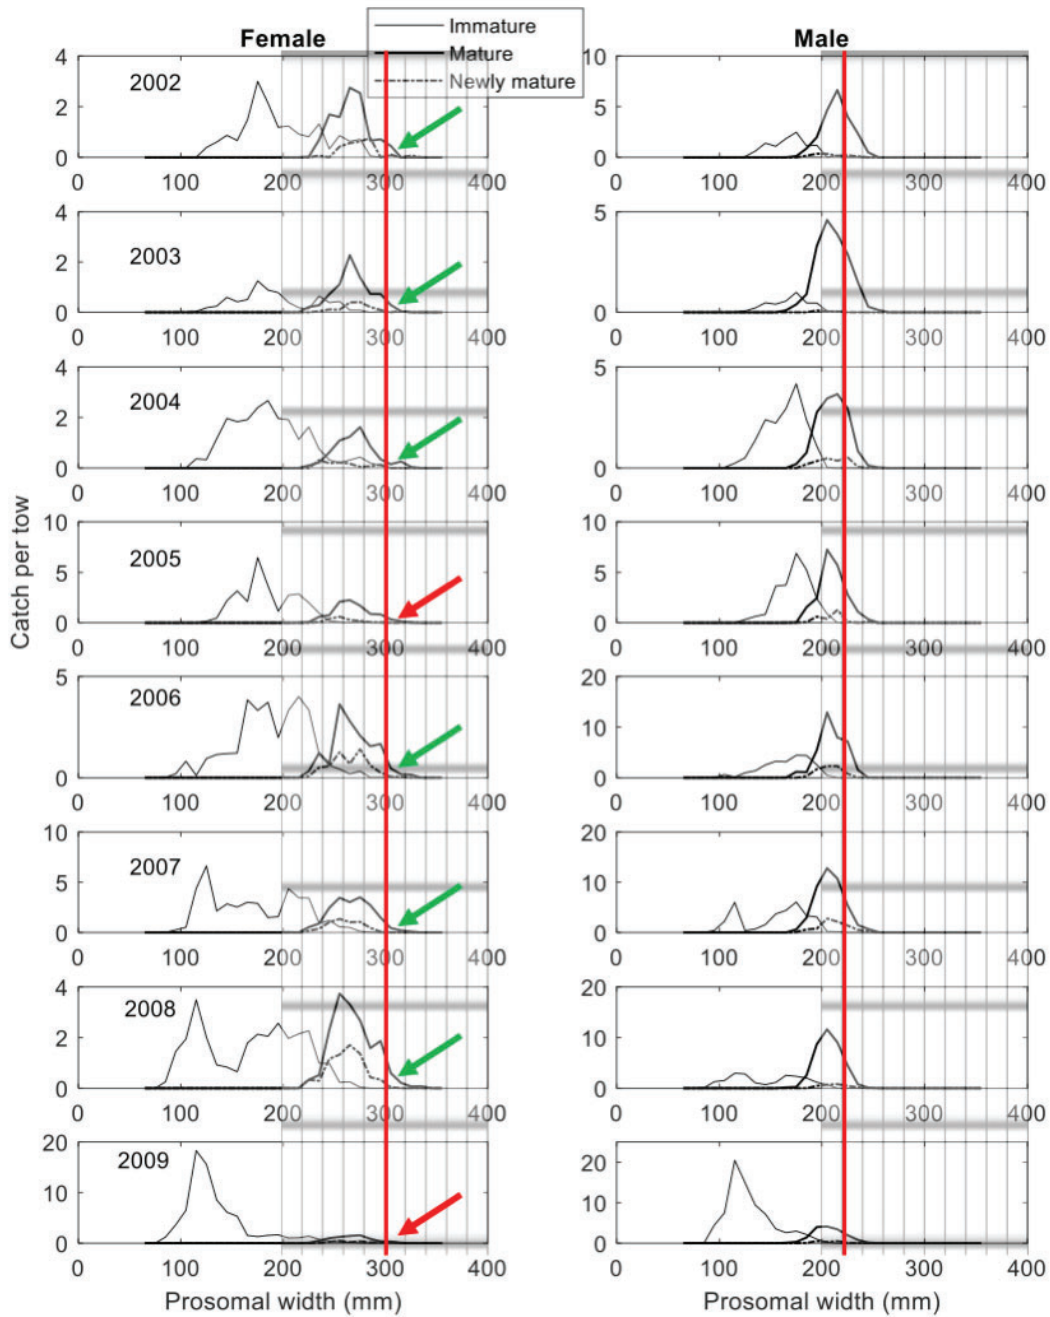 Immature
Female
Mature
Male
Newly mature
4 2 0 2002 0 100 200 300 400
10 5 0 0 100 200 300 400
4 2 0 2003 0 100 200 300 400
5 0 0 100 200 300 400
4 2 0 2004 0 100 200 300 400
5 0 0 100 200 300 400
Catch per tow
10 5 0 2005 0 100 200 300 400
10 5 0 0 100 200 300 400
5 0 2006 0 100 200 300 400
20 10 0 0 100 200 300 400
10 5 0 2007 0 100 200 300 400
20 10 0 0 100 200 300 400
4 2 0 2008 0 100 200 300 400
20 10 0 0 100 200 300 400
20 10 0 2009 0 100 200 300 400
20 10 0 0 100 200 300 400
Prosomal width (mm)
Prosomal width (mm)